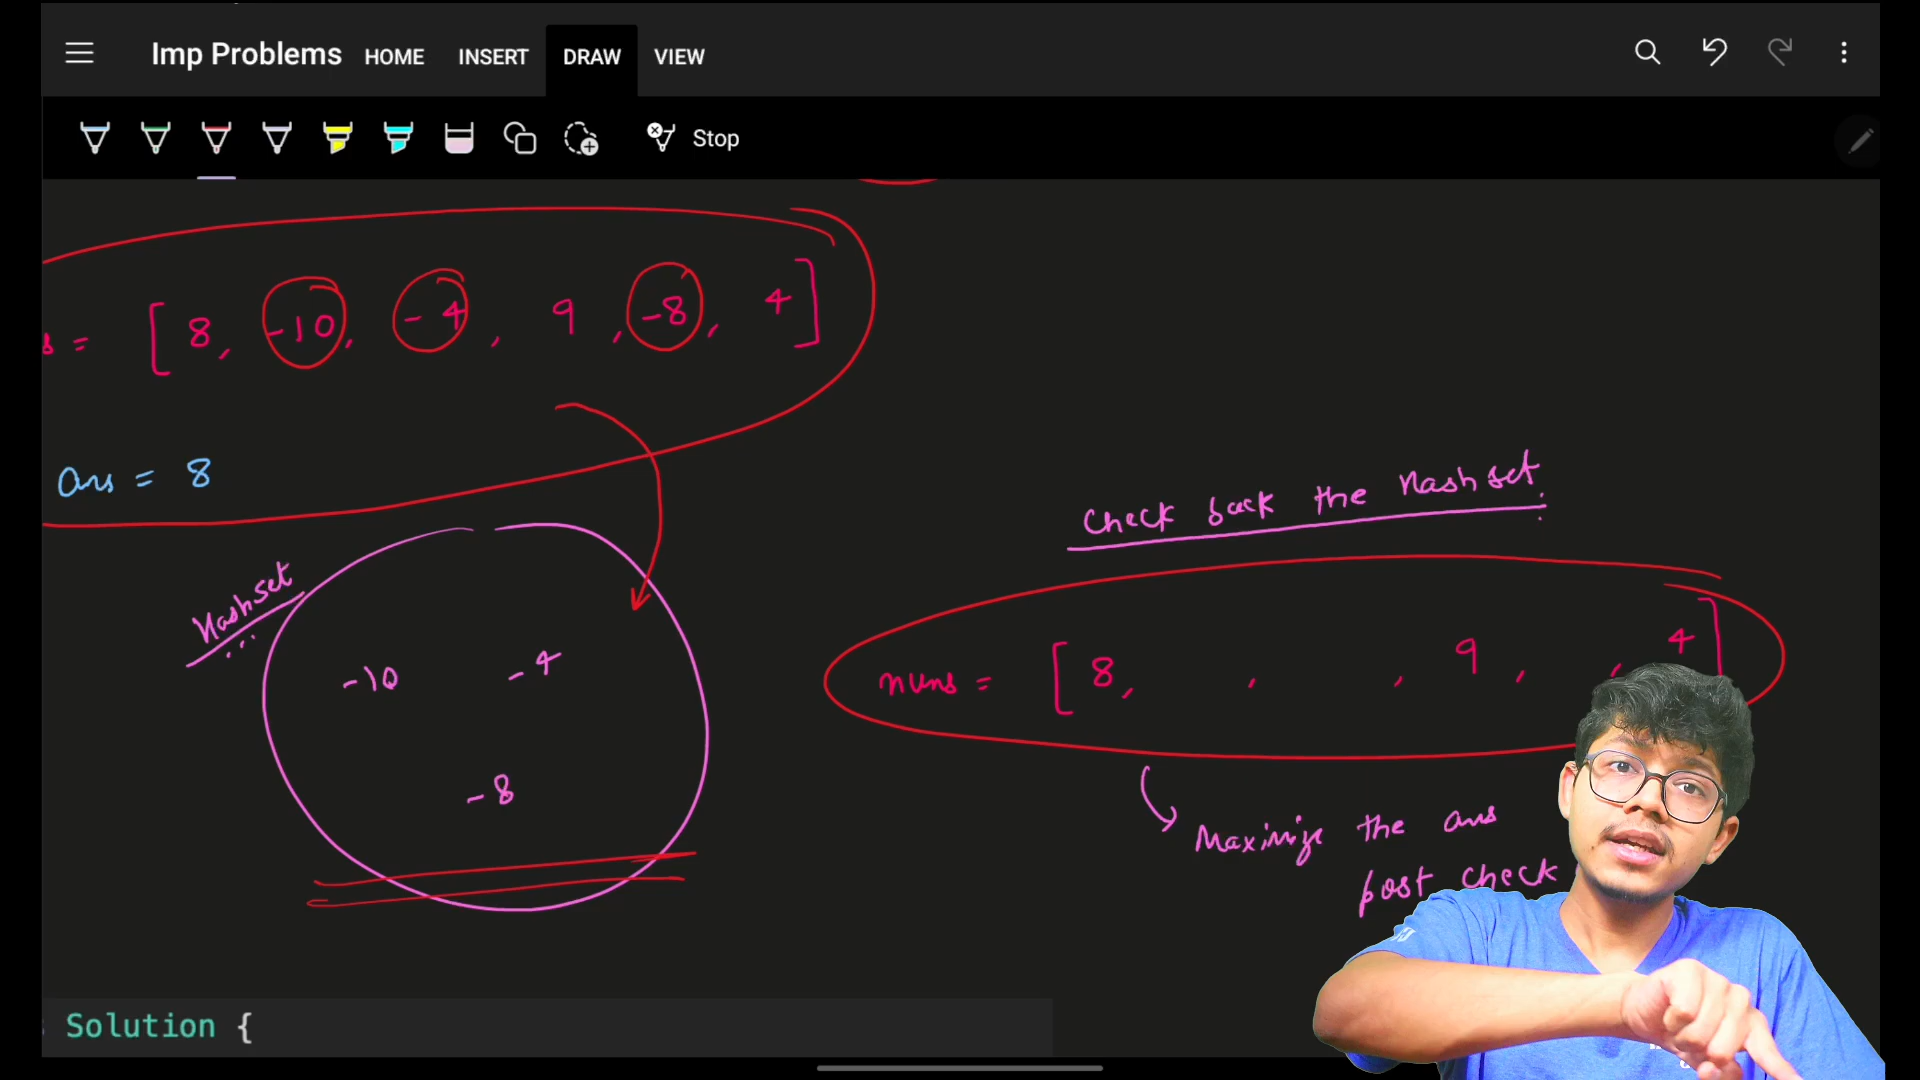 Imp Problems HOME INSERT DRAW VIEW
Stop
s = [ 8, -10, -4, 9, -8, 4 ]
Ans = 8
Check back the Hashset
Hashset
-10 -4
-8
nums = [ 8, , , 9, , 4 ]
Maximize the ans
post check
Solution {